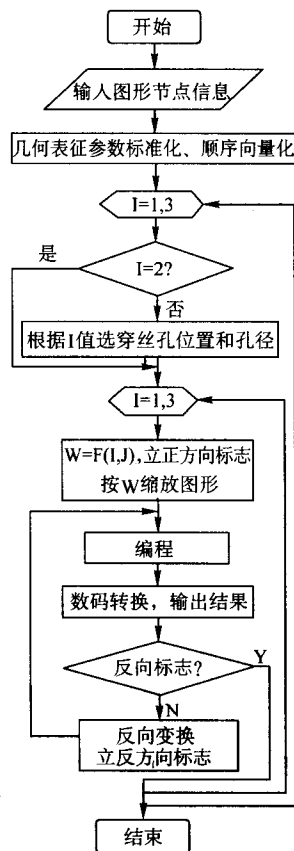 开始
输人图形节点信息
几何表征参数标准化、顺序向量化
I=1,3
是
I=2?
否
根据I值选穿丝孔位置和孔径
I=1,3
W=F(I,J),立正方向标志
按W缩放图形
编程
数码转换，输出结果
反向标志?
Y
N
反向变换
立反方向标志
结束